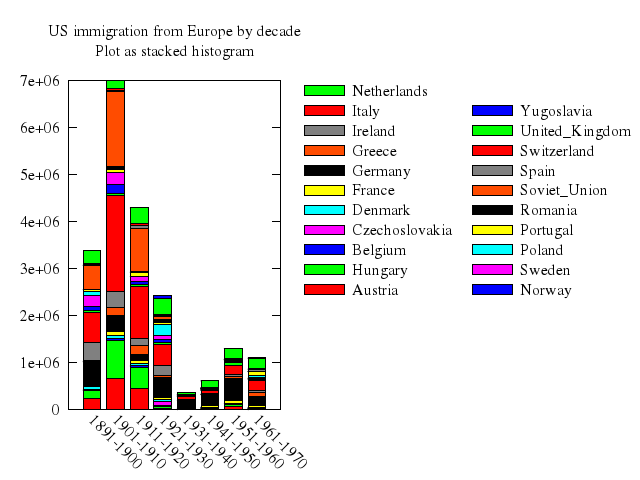 US immigration from Europe by decade
Plot as stacked histogram
7e+06
6e+06
5e+06
4e+06
3e+06
2e+06
1e+06
0
1891-1900
1901-1910
1911-1920
1921-1930
1931-1940
1941-1950
1951-1960
1961-1970
Netherlands
Italy
Ireland
Greece
Germany
France
Denmark
Czechoslovakia
Belgium
Hungary
Austria
Yugoslavia
United_Kingdom
Switzerland
Spain
Soviet_Union
Romania
Portugal
Poland
Sweden
Norway